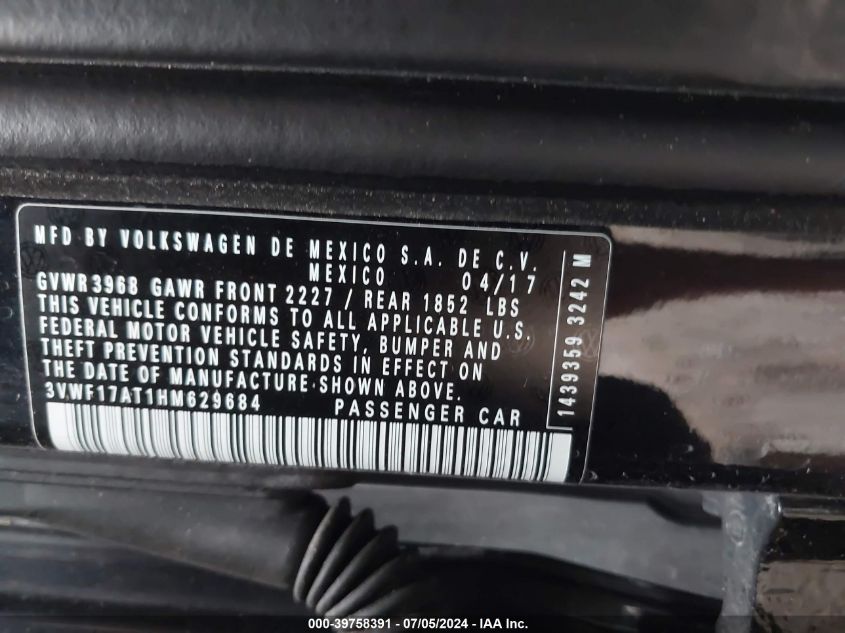 MFD BY VOLKSWAGEN DE MEXICO S.A. DE C.V.
MEXICO 04/17
GVWR3968 GAWR FRONT 2227 / REAR 1852 LBS
THIS VEHICLE CONFORMS TO ALL APPLICABLE U.S.
FEDERAL MOTOR VEHICLE SAFETY, BUMPER AND
THEFT PREVENTION STANDARDS IN EFFECT ON
THE DATE OF MANUFACTURE SHOWN ABOVE.
3VWF17AT1HM629684 PASSENGER CAR
1439359 3242 M
000-39758391 - 07/05/2024 - IAA Inc.